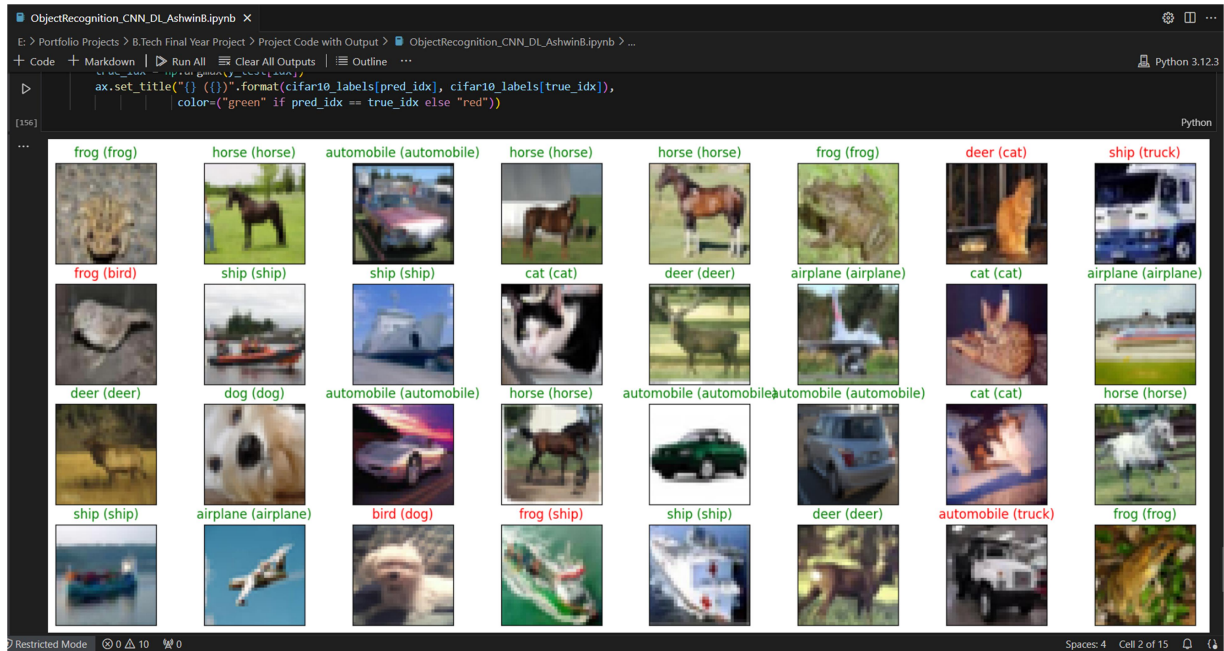 ObjectRecognition_CNN_DL_AshwinB.ipynb
E: > Portfolio Projects > B.Tech Final Year Project > Project Code with Output > ObjectRecognition_CNN_DL_AshwinB.ipynb > ...
+ Code + Markdown | Run All Clear All Outputs | Outline ... Python 3.12.3
true_idx = np.argmax(y_test[idx])
ax.set_title("{} ({})".format(cifar10_labels[pred_idx], cifar10_labels[true_idx]),
color=("green" if pred_idx == true_idx else "red"))
[156] Python
frog (frog) horse (horse) automobile (automobile) horse (horse) horse (horse) frog (frog) deer (cat) ship (truck)
frog (bird) ship (ship) ship (ship) cat (cat) deer (deer) airplane (airplane) cat (cat) airplane (airplane)
deer (deer) dog (dog) automobile (automobile) horse (horse) automobile (automobile) automobile (automobile) cat (cat) horse (horse)
ship (ship) airplane (airplane) bird (dog) frog (ship) ship (ship) deer (deer) automobile (truck) frog (frog)
Restricted Mode 0 10 0 Spaces: 4 Cell 2 of 15